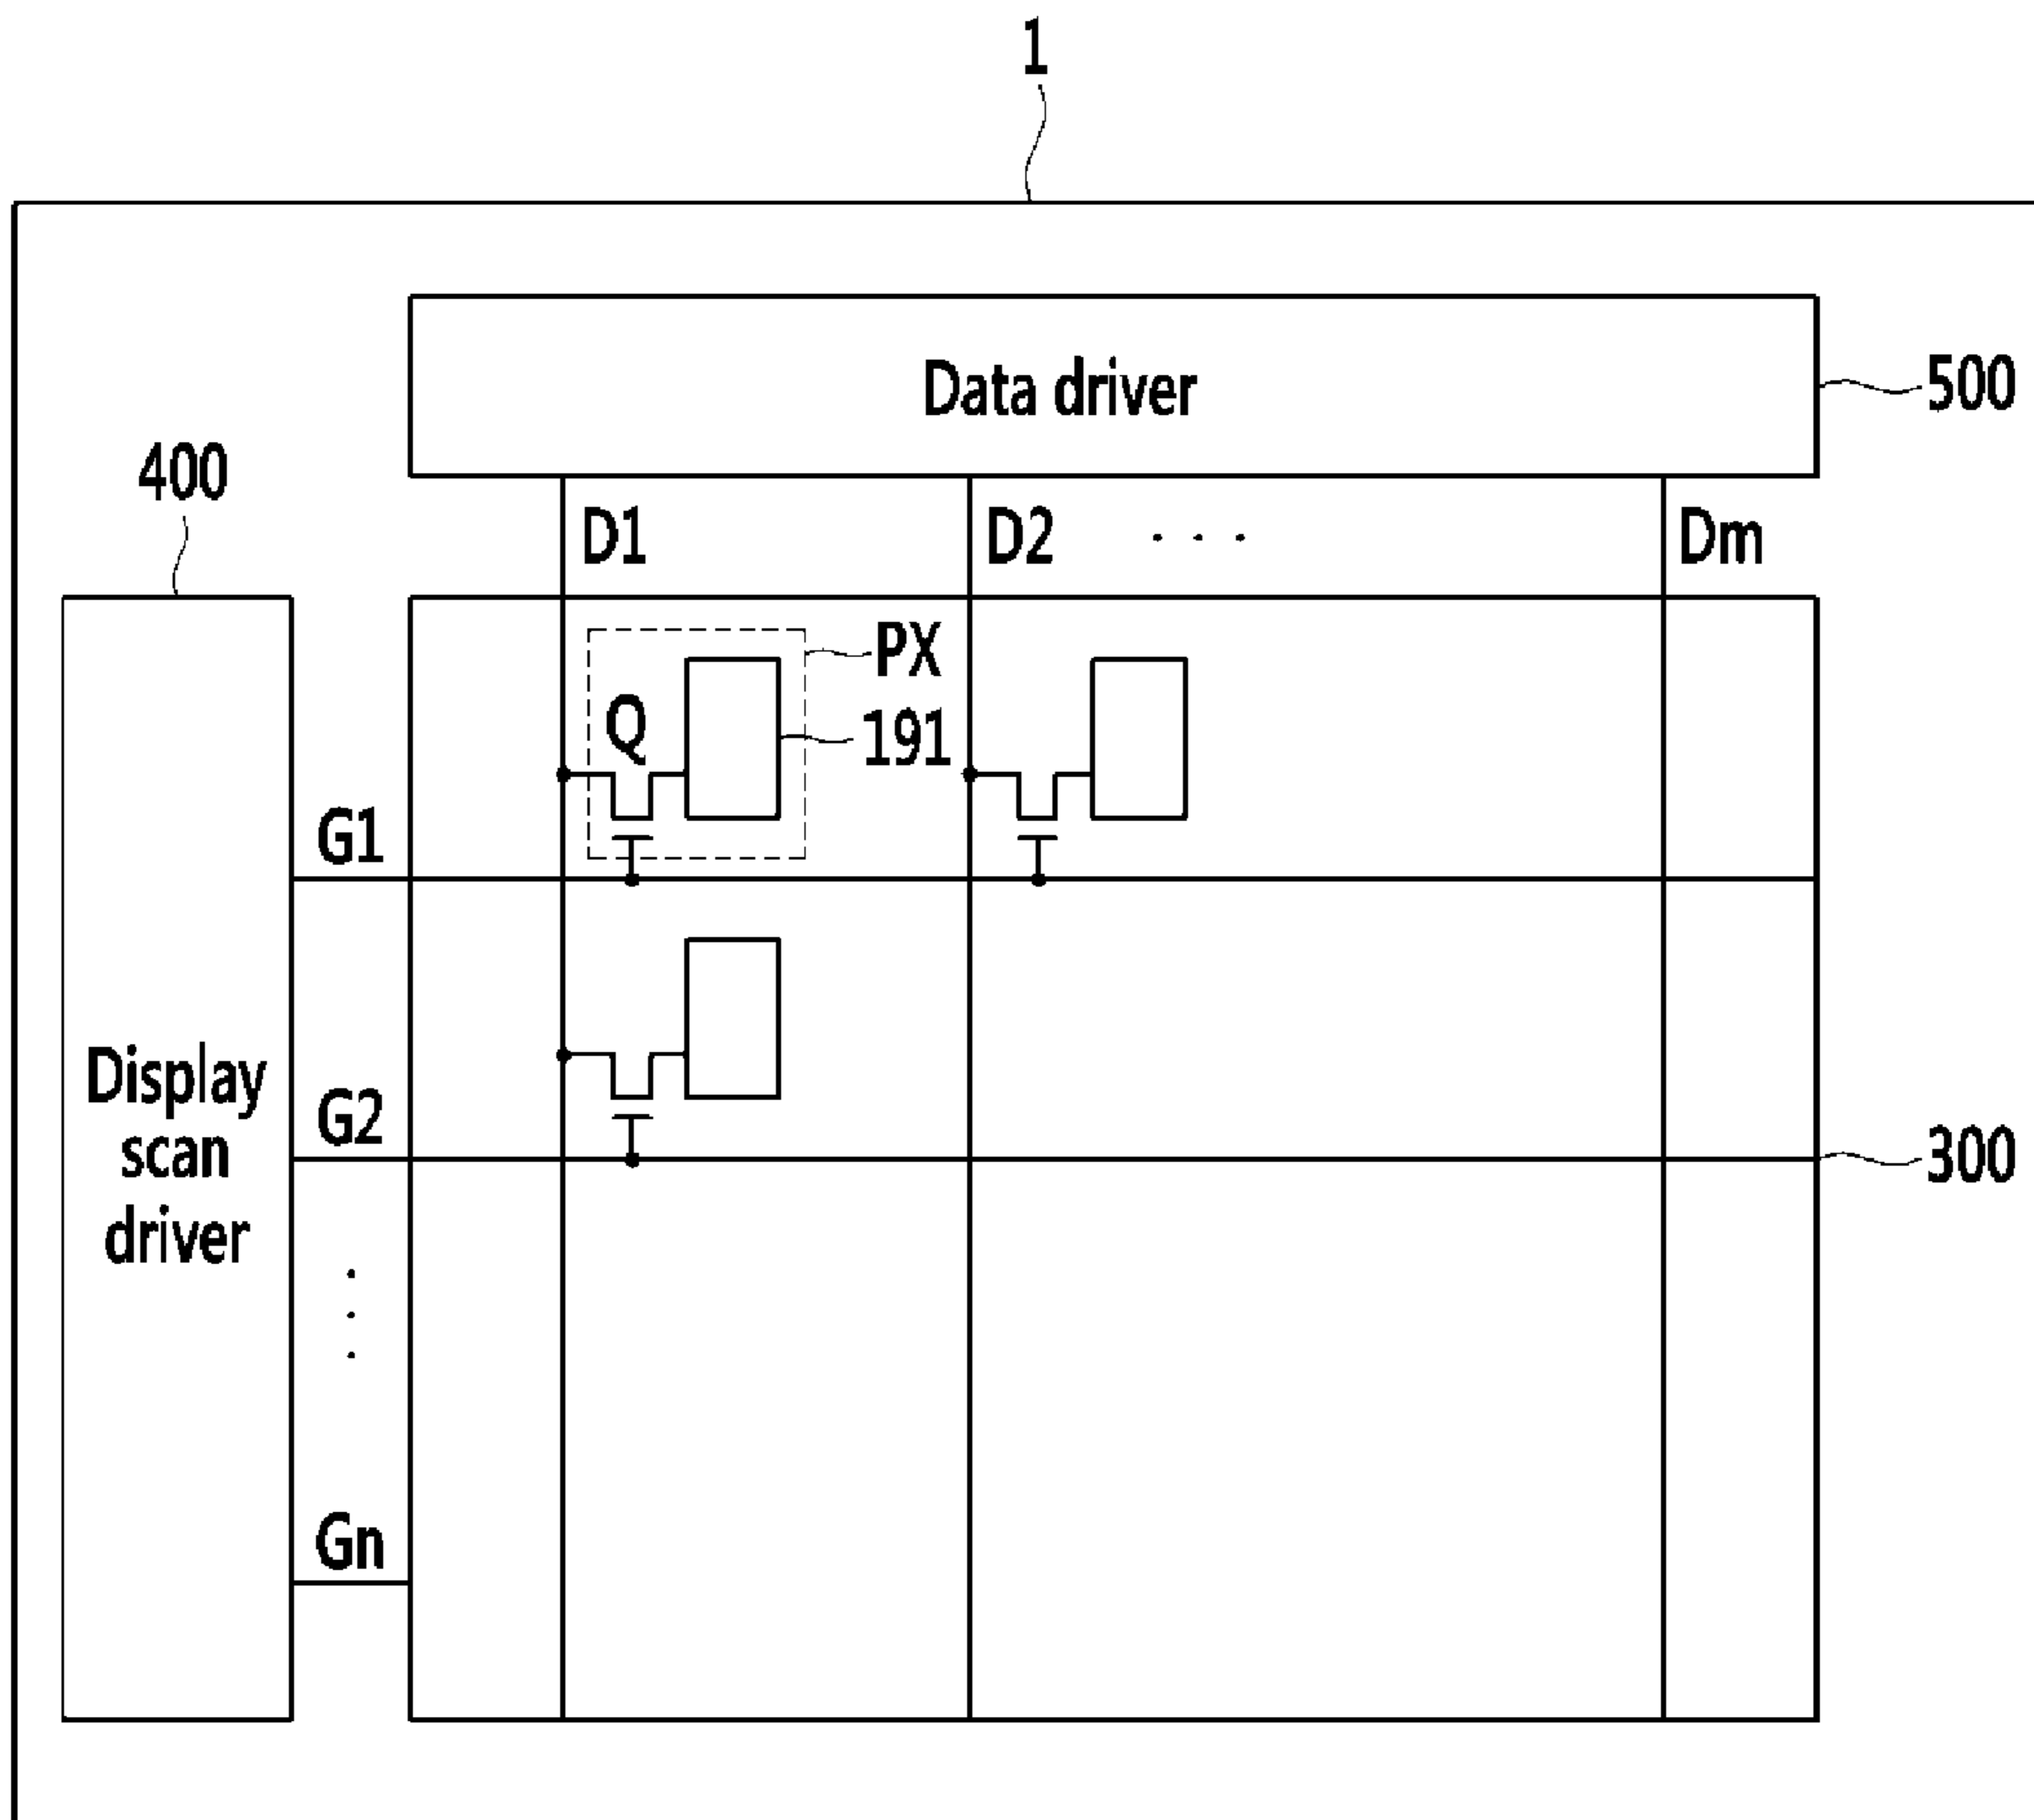 1
Data driver
500
400
D1
D2
. . .
Dm
PX
Q
191
G1
Display
scan
driver
G2
300
. . .
Gn